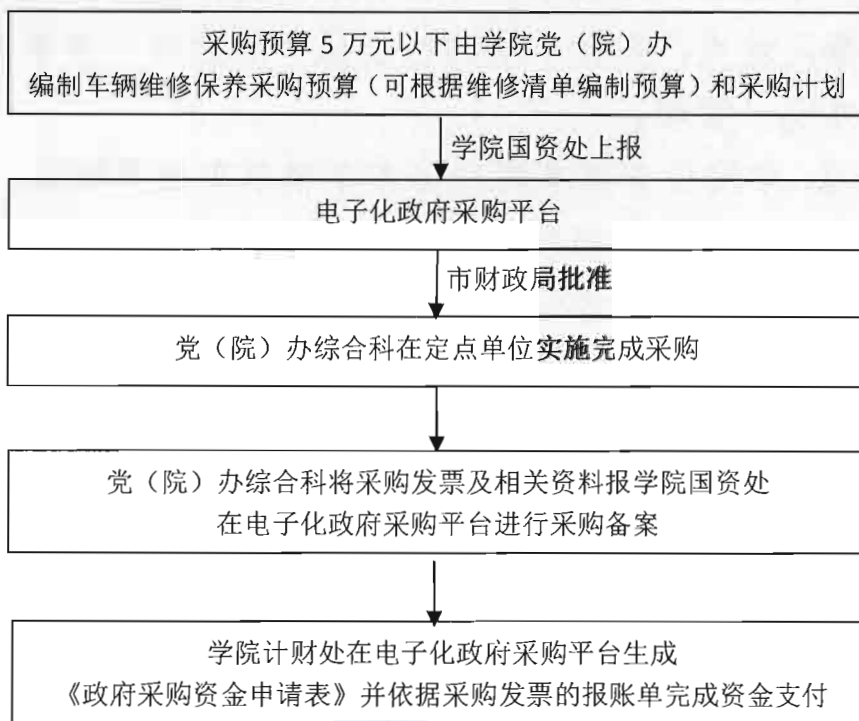 采购预算 5 万元以下由学院党（院）办
编制车辆维修保养采购预算（可根据维修清单编制预算）和采购计划
学院国资处上报
电子化政府采购平台
市财政局批准
党（院）办综合科在定点单位实施完成采购
党（院）办综合科将采购发票及相关资料报学院国资处
在电子化政府采购平台进行采购备案
学院计财处在电子化政府采购平台生成
《政府采购资金申请表》并依据采购发票的报账单完成资金支付